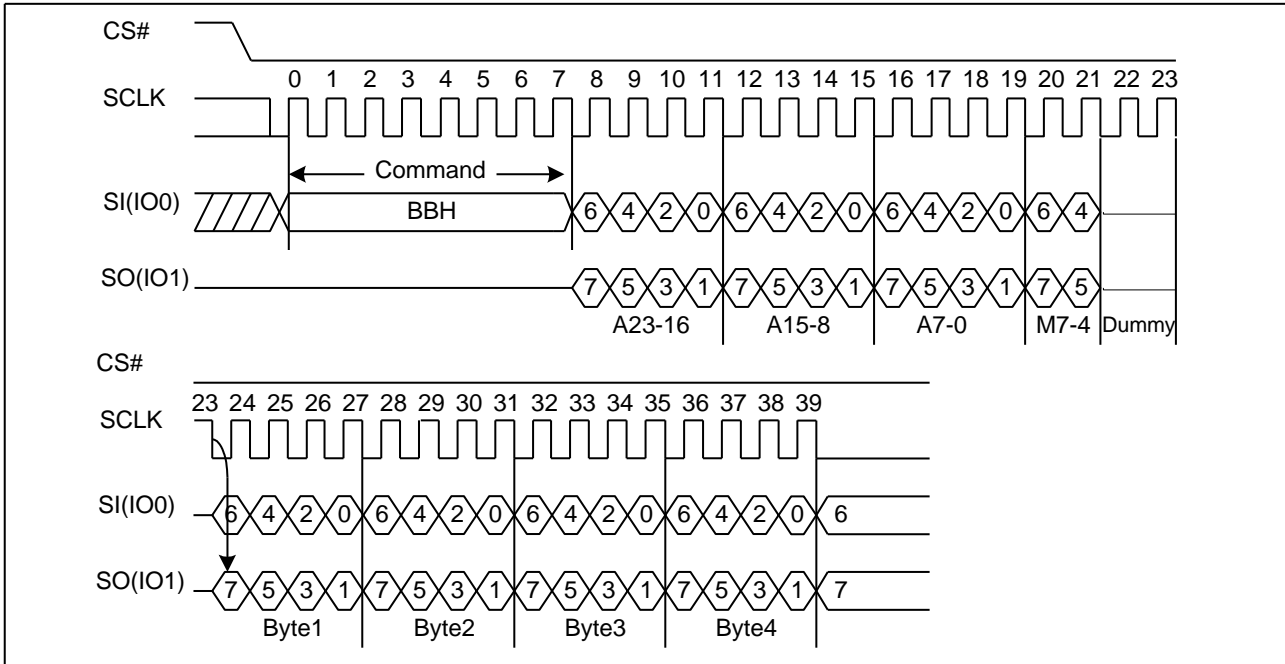 CS#
0 1 2 3 4 5 6 7 8 9 10 11 12 13 14 15 16 17 18 19 20 21 22 23
SCLK
Command
SI(IO0) BBH 6 4 2 0 6 4 2 0 6 4 2 0 6 4
SO(IO1) 7 5 3 1 7 5 3 1 7 5 3 1 7 5
A23-16 A15-8 A7-0 M7-4 Dummy
CS#
23 24 25 26 27 28 29 30 31 32 33 34 35 36 37 38 39
SCLK
SI(IO0) 6 4 2 0 6 4 2 0 6 4 2 0 6 4 2 0 6
SO(IO1) 7 5 3 1 7 5 3 1 7 5 3 1 7 5 3 1 7
Byte1 Byte2 Byte3 Byte4